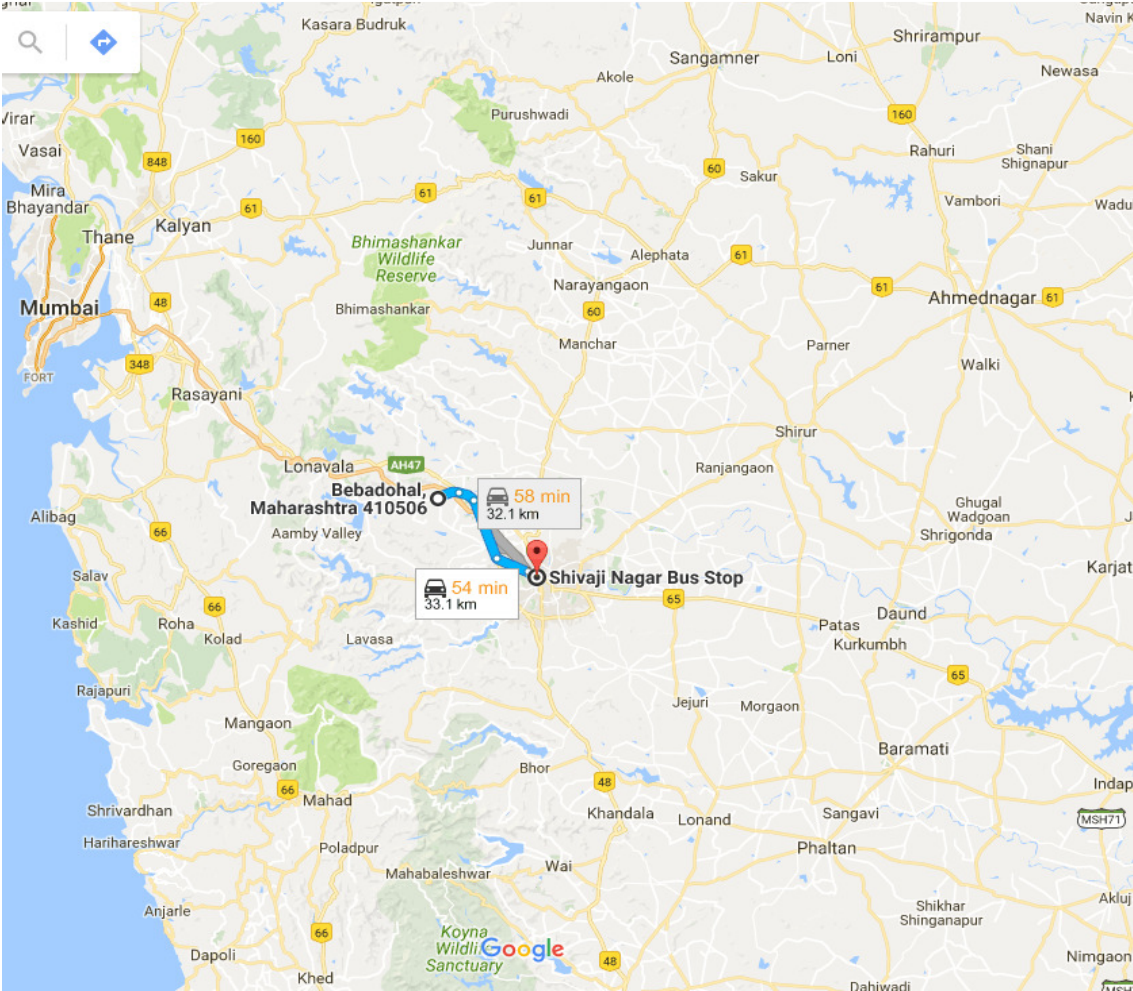 Kasara Budruk
Navin K
Shrirampur
Sangamner
Loni
Newasa
Akole
Purushwadi
160
Virar
160
Rahuri
Shani
Shignapur
Vasai
848
60
Sakur
Mira
Bhayandar
61
61
61
Vambori
Wadu
Thane
Kalyan
Bhimashankar
Wildlife
Reserve
Junnar
Alephata
61
Narayangaon
61
Ahmednagar
61
Mumbai
48
Bhimashankar
60
Manchar
Parner
348
Walki
FORT
Rasayani
Shirur
Lonavala
AH47
Ranjangaon
Bebadohal,
Maharashtra 410506
58 min
32.1 km
Ghugal
Wadgaon
Alibag
66
Aamby Valley
Shrigonda
Shivaji Nagar Bus Stop
54 min
33.1 km
Salav
Karjat
66
65
Kashid
Roha
Kolad
Lavasa
Patas
Daund
Kurkumbh
65
Rajapuri
Jejuri
Morgaon
Mangaon
Baramati
Goregaon
Bhor
48
Indap
66
Mahad
Shrivardhan
Khandala
Lonand
Sangavi
MSH71
Harihareshwar
Poladpur
Phaltan
Mahabaleshwar
Wai
Akluj
Anjarle
Shikhar
Shinganapur
66
Koyna
Wildlife
Sanctuary
Google
Dapoli
48
Nimgaon
Khed
Dahiwadi
MSH